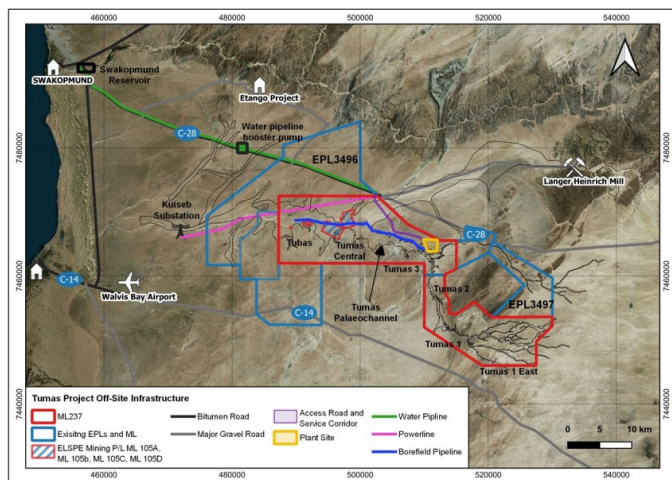 460000
480000
500000
520000
540000
SWAKOPMUND
Swakopmund
Reservoir
Etango Project
C-28
Water pipeline
booster pump
7480000
7480000
EPL3496
Langer Heinrich Mill
Kuiseb
Substation
Tubas
Tumas
Central
C-28
Tumas 3
7460000
7460000
C-14
Walvis Bay Airport
Tumas 2
EPL3497
Tumas
Palaeochannel
C-14
Tumas 1
Tumas 1 East
7440000
7440000
Tumas Project Off-Site Infrastructure
ML237
Bitumen Road
Access Road and
Service Corridor
Water Pipline
Exisitng EPLs and ML
Major Gravel Road
Plant Site
Powerline
ELSPE Mining P/L ML 105A,
ML 105b, ML 105C, ML 105D
Borefield Pipeline
0
5
10 km
460000
480000
500000
520000